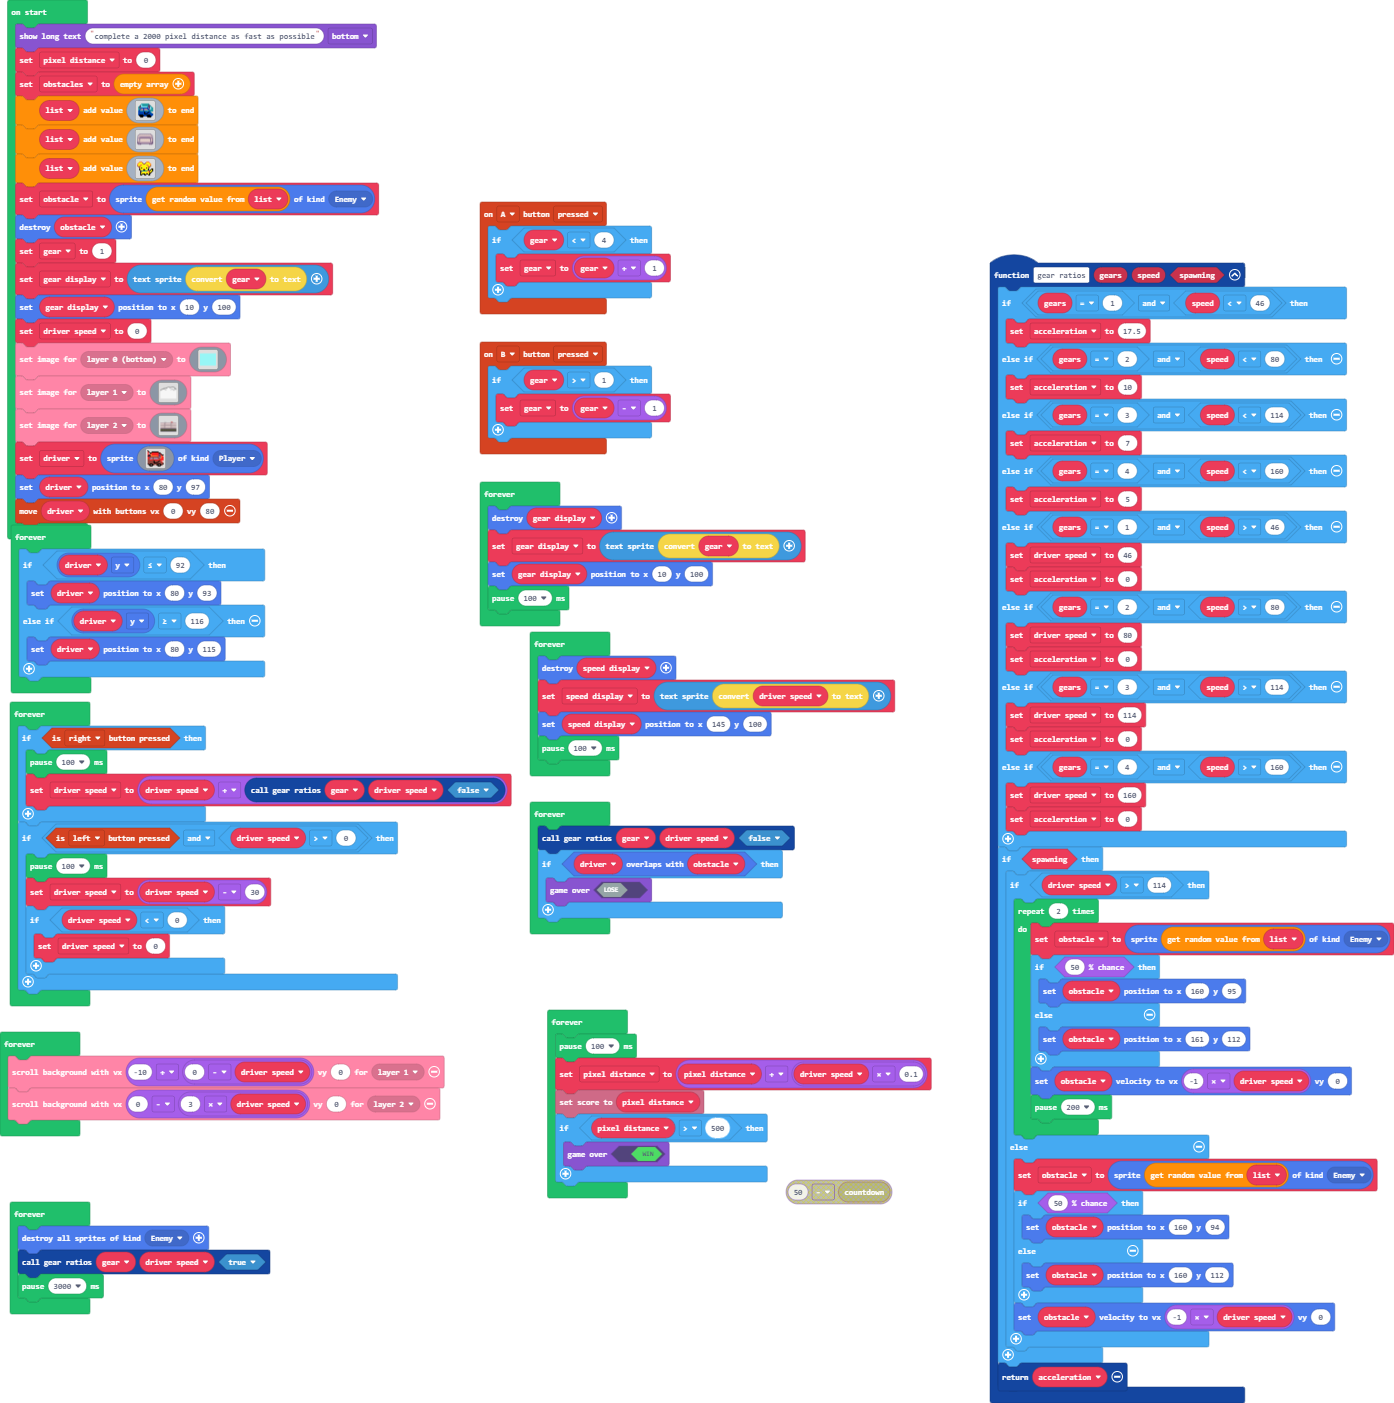 on start
show long text "complete a 2000 pixel distance as fast as possible" bottom
set pixel distance to 0
set obstacles to empty array
list add value to end
list add value to end
list add value to end
set obstacle to sprite get random value from list of kind Enemy
destroy obstacle
set gear to 1
set gear display to text sprite convert gear to text
set gear display position to x 10 y 100
set driver speed to 0
set image for layer 0 (bottom) to
set image for layer 1 to
set image for layer 2 to
set driver to sprite of kind Player
set driver position to x 80 y 97
move driver with buttons vx 0 vy 80
forever
if driver y ≤ 92 then
set driver position to x 80 y 93
else if driver y ≥ 116 then
set driver position to x 80 y 115
forever
if is right button pressed then
pause 100 ms
set driver speed to driver speed + call gear ratios gear driver speed false
if is left button pressed and driver speed > 0 then
pause 100 ms
set driver speed to driver speed - 30
if driver speed < 0 then
set driver speed to 0
forever
scroll background with vx -10 + 0 - driver speed vy 0 for layer 1
scroll background with vx 0 - 3 × driver speed vy 0 for layer 2
forever
destroy all sprites of kind Enemy
call gear ratios gear driver speed true
pause 3000 ms
on A button pressed
if gear < 4 then
set gear to gear + 1
on B button pressed
if gear > 1 then
set gear to gear - 1
forever
destroy gear display
set gear display to text sprite convert gear to text
set gear display position to x 10 y 100
pause 100 ms
forever
destroy speed display
set speed display to text sprite convert driver speed to text
set speed display position to x 145 y 100
pause 100 ms
forever
call gear ratios gear driver speed false
if driver overlaps with obstacle then
game over LOSE
forever
pause 100 ms
set pixel distance to pixel distance + driver speed × 0.1
set score to pixel distance
if pixel distance > 500 then
game over WIN
50 - countdown
function gear ratios gears speed spawning
if gears = 1 and speed < 46 then
set acceleration to 17.5
else if gears = 2 and speed < 80 then
set acceleration to 10
else if gears = 3 and speed < 114 then
set acceleration to 7
else if gears = 4 and speed < 160 then
set acceleration to 5
else if gears = 1 and speed > 46 then
set driver speed to 46
set acceleration to 0
else if gears = 2 and speed > 80 then
set driver speed to 80
set acceleration to 0
else if gears = 3 and speed > 114 then
set driver speed to 114
set acceleration to 0
else if gears = 4 and speed > 160 then
set driver speed to 160
set acceleration to 0
if spawning then
if driver speed > 114 then
repeat 2 times
do
set obstacle to sprite get random value from list of kind Enemy
if 50 % chance then
set obstacle position to x 160 y 95
else
set obstacle position to x 161 y 112
set obstacle velocity to vx -1 × driver speed vy 0
pause 200 ms
else
set obstacle to sprite get random value from list of kind Enemy
if 50 % chance then
set obstacle position to x 160 y 94
else
set obstacle position to x 160 y 112
set obstacle velocity to vx -1 × driver speed vy 0
return acceleration